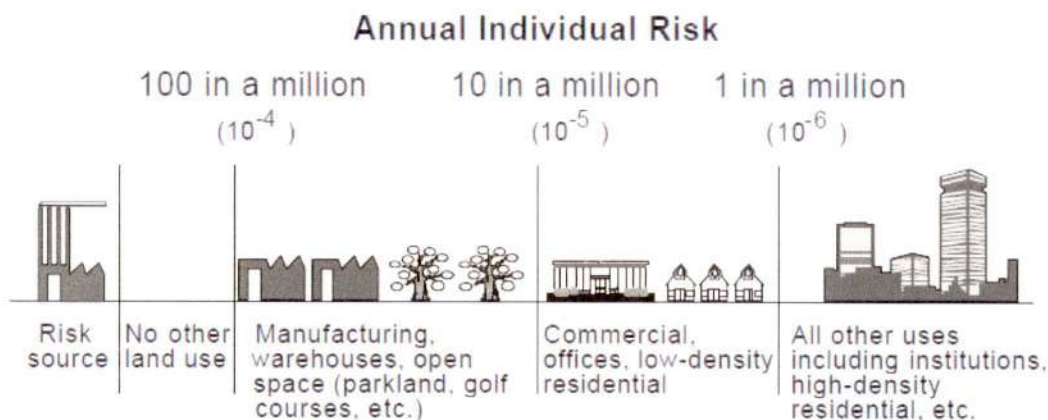 Annual Individual Risk
100 in a million
10 in a million
1 in a million
(10⁻⁴ )
(10⁻⁵ )
(10⁻⁶ )
Risk
source
No other
land use
Manufacturing,
warehouses, open
space (parkland, golf
courses, etc.)
Commercial,
offices, low-density
residential
All other uses
including institutions,
high-density
residential, etc.